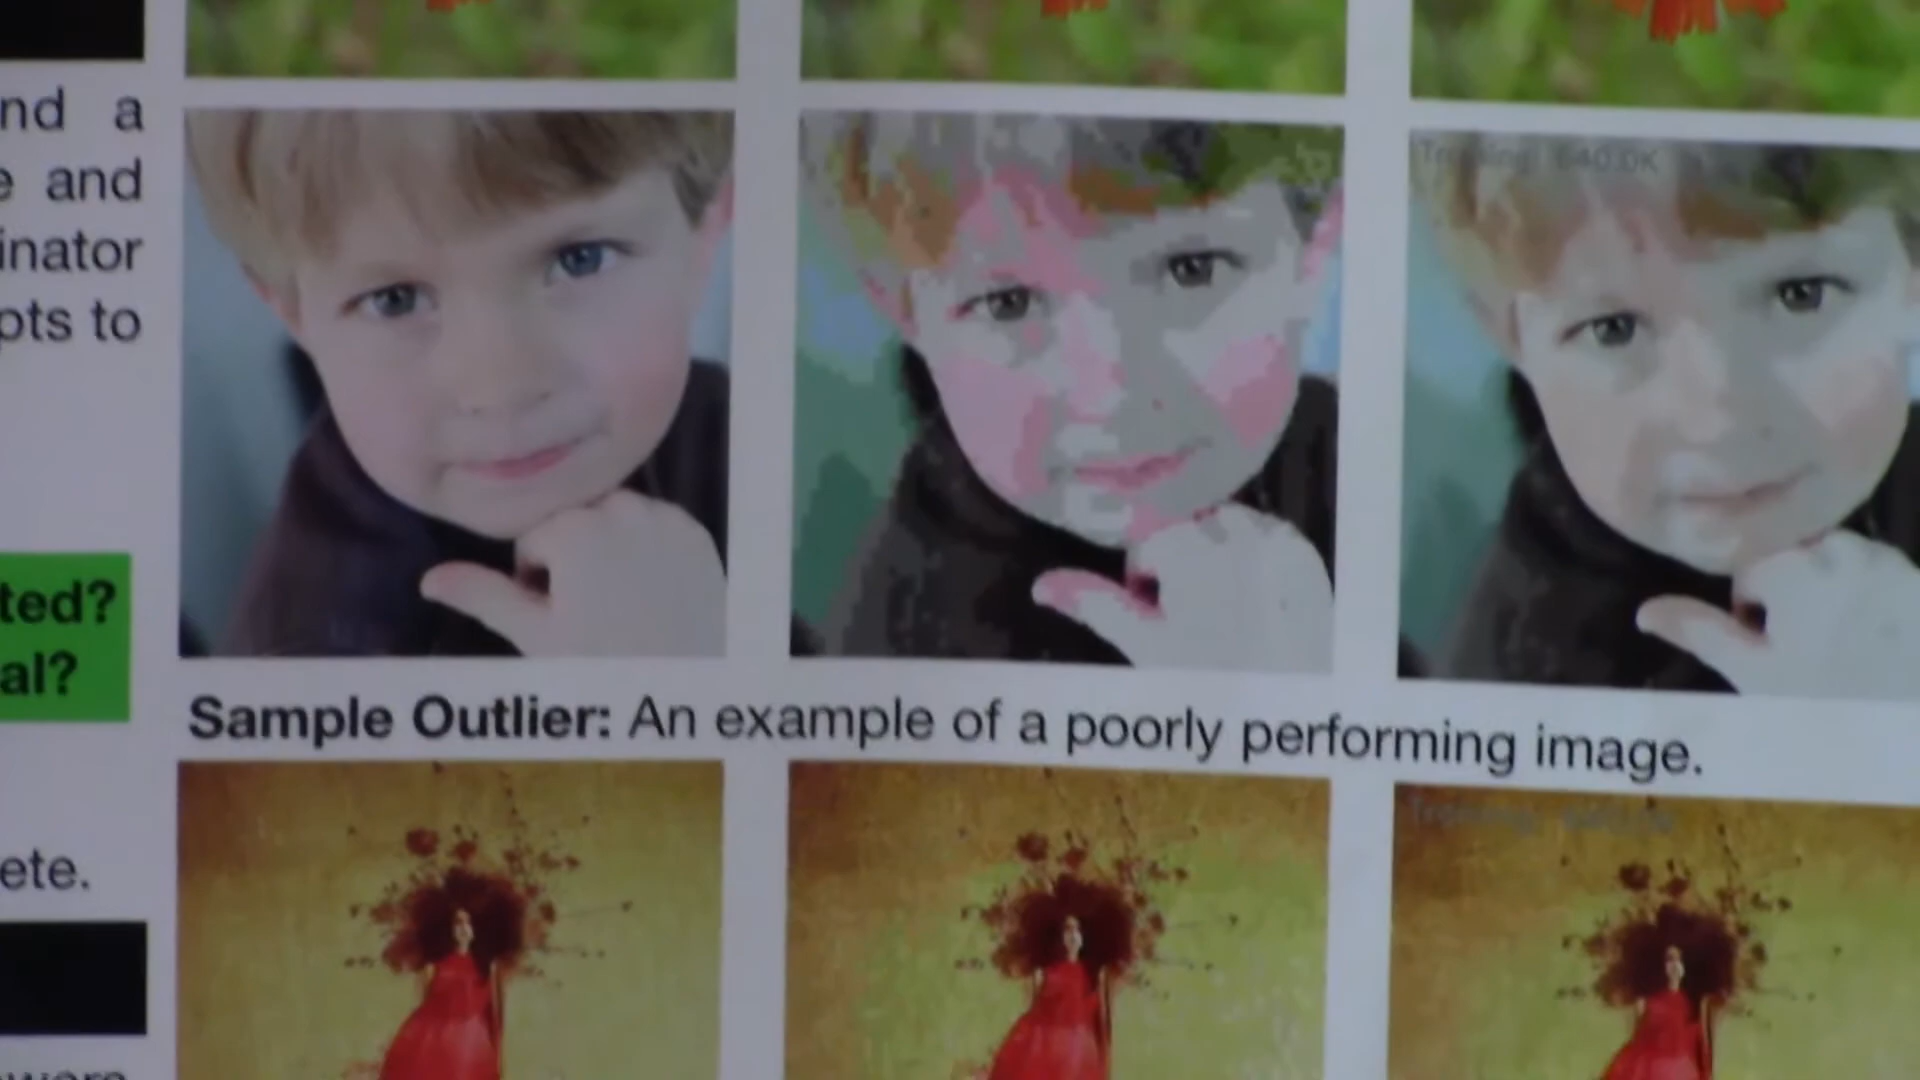 nd a
e and
inator
pts to
ted?
al?
Sample Outlier: An example of a poorly performing image.
ete.